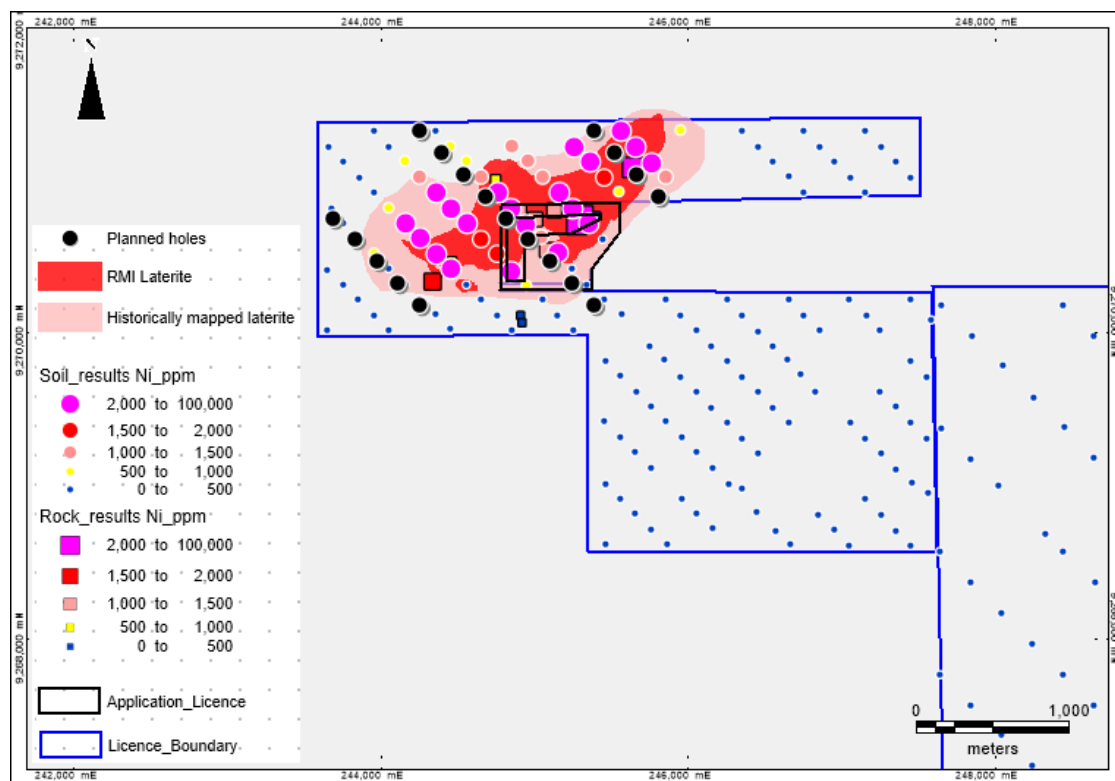 242,000 mE
244,000 mE
246,000 mE
248,000 mE
9,272,000 mN
N
Planned holes
RMI Laterite
Historically mapped laterite
9,270,000 mN
Soil_results Ni_ppm
2,000 to 100,000
1,500 to 2,000
1,000 to 1,500
500 to 1,000
0 to 500
Rock_results Ni_ppm
2,000 to 100,000
1,500 to 2,000
1,000 to 1,500
500 to 1,000
0 to 500
9,268,000 mN
Application_Licence
Licence_Boundary
0 1,000
meters
242,000 mE
244,000 mE
246,000 mE
248,000 mE